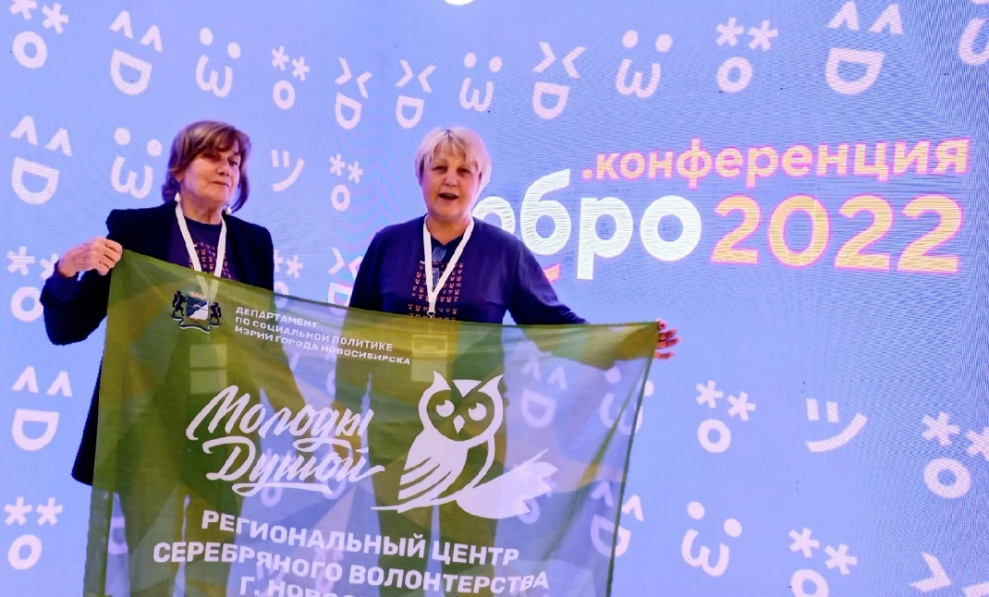 .конференция
обро 2022
ДЕПАРТАМЕНТ
ПО СОЦИАЛЬНОЙ ПОЛИТИКЕ
МЭРИИ ГОРОДА НОВОСИБИРСКА
Молоды
Душой
РЕГИОНАЛЬНЫЙ ЦЕНТР
СЕРЕБРЯНОГО ВОЛОНТЕРСТВА
Г.